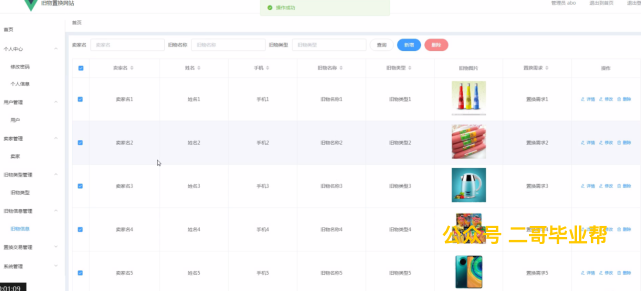 旧物置换网站
操作成功
管理员 abo 退出到前台
首页
首页
个人中心
修改密码
个人信息
用户管理
用户
卖家管理
卖家
旧物类型管理
旧物类型
旧物信息管理
旧物信息
置换交易管理
系统管理
卖家名 卖家名 旧物名称 旧物名称 旧物类型 旧物类型 查询 新增 删除
卖家名 姓名 手机 旧物名称 旧物类型 旧物图片 置换需求 操作
卖家名1 姓名1 手机1 旧物名称1 旧物类型1 置换需求1 详情 修改 删除
卖家名2 姓名2 手机2 旧物名称2 旧物类型2 置换需求2 详情 修改 删除
卖家名3 姓名3 手机3 旧物名称3 旧物类型3 置换需求3 详情 修改 删除
卖家名4 姓名4 手机4 旧物名称4 旧物类型4
卖家名5 姓名5 手机5 旧物名称5 旧物类型5 置换需求5 详情 修改 删除
公众号 二哥毕业帮
0:01:09